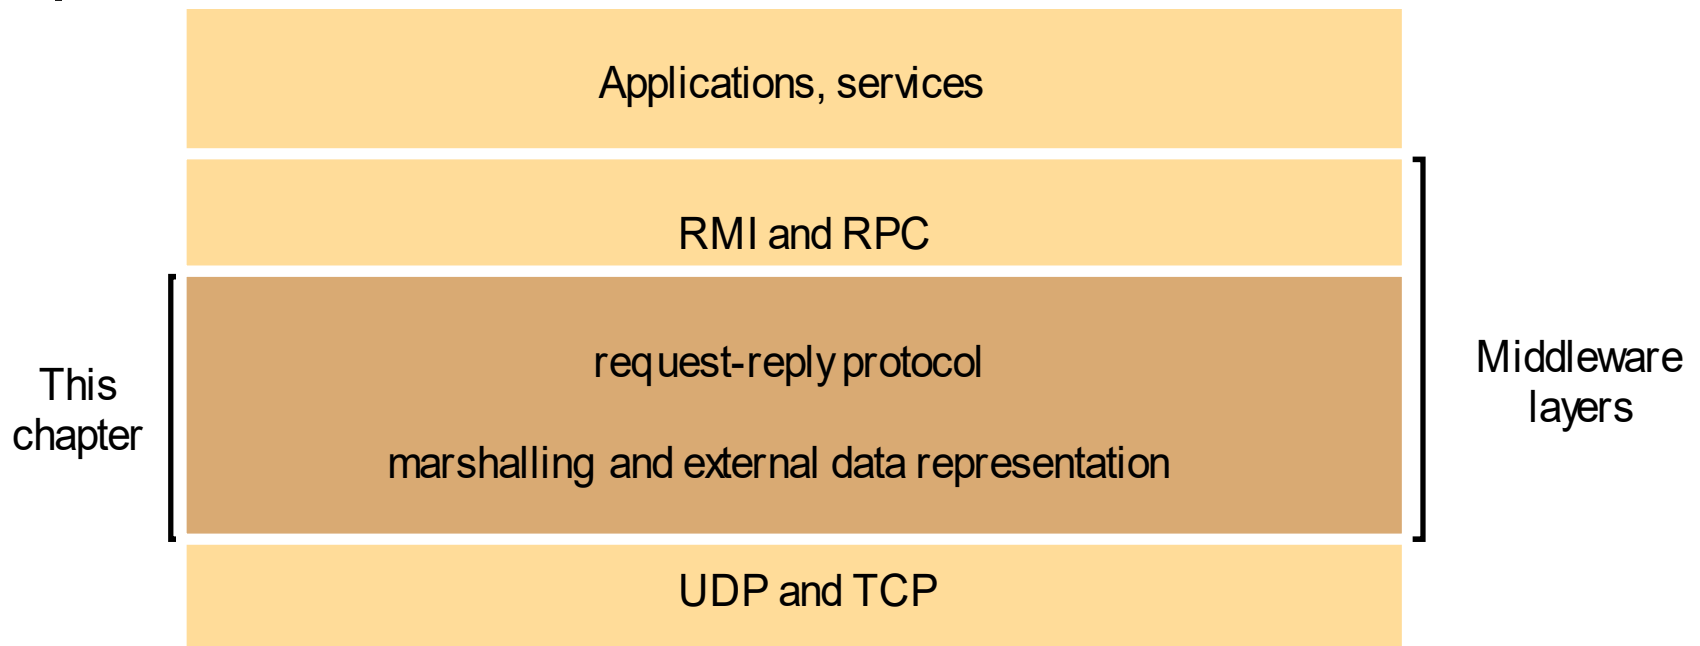 Applications, services
RMI and RPC
This
chapter
request-reply protocol
marshalling and external data representation
Middleware
layers
UDP and TCP